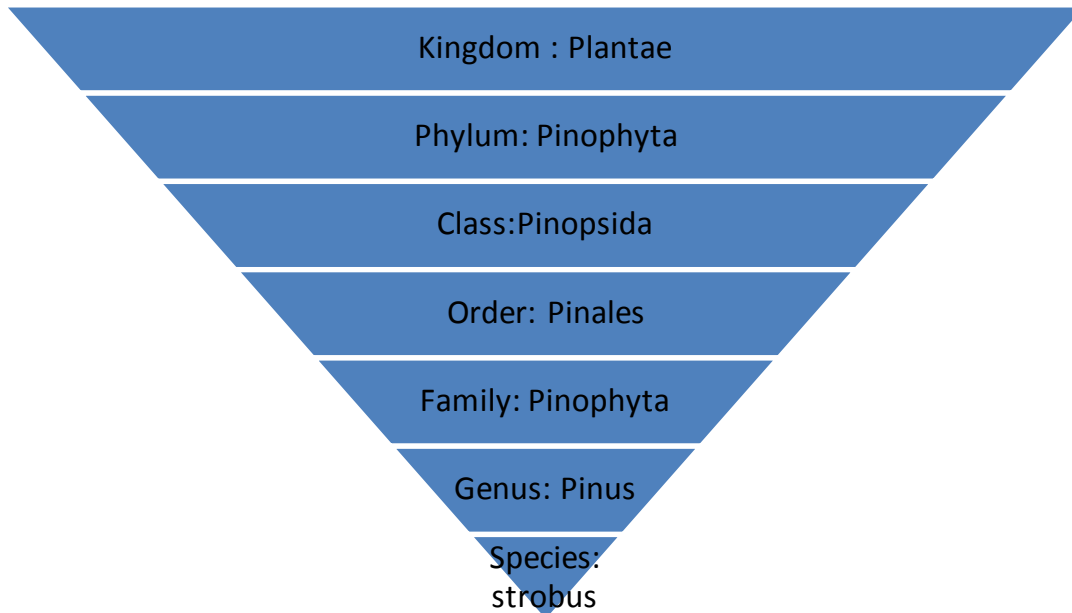 Kingdom : Plantae
Phylum: Pinophyta
Class:Pinopsida
Order: Pinales
Family: Pinophyta
Genus: Pinus
Species:
strobus